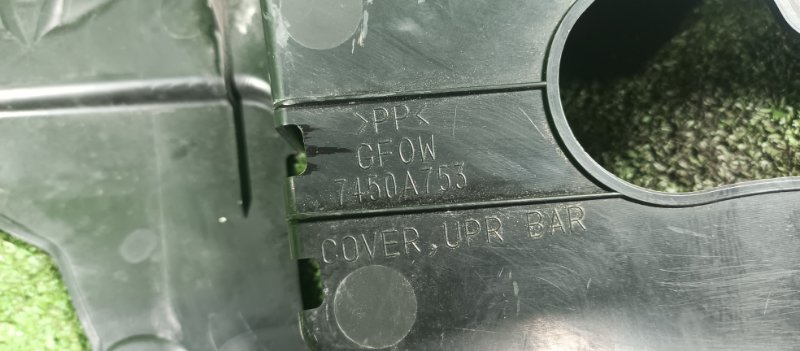 >PP<
GF0W
7450A753
COVER,UPR BAR